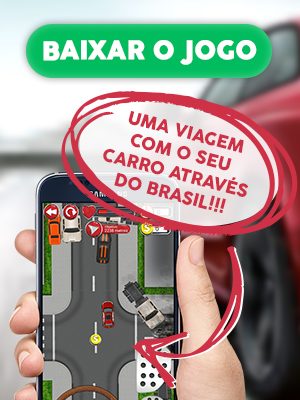 BAIXAR O JOGO
UMA VIAGEM
COM O SEU
CARRO ATRAVÉS
DO BRASIL!!!